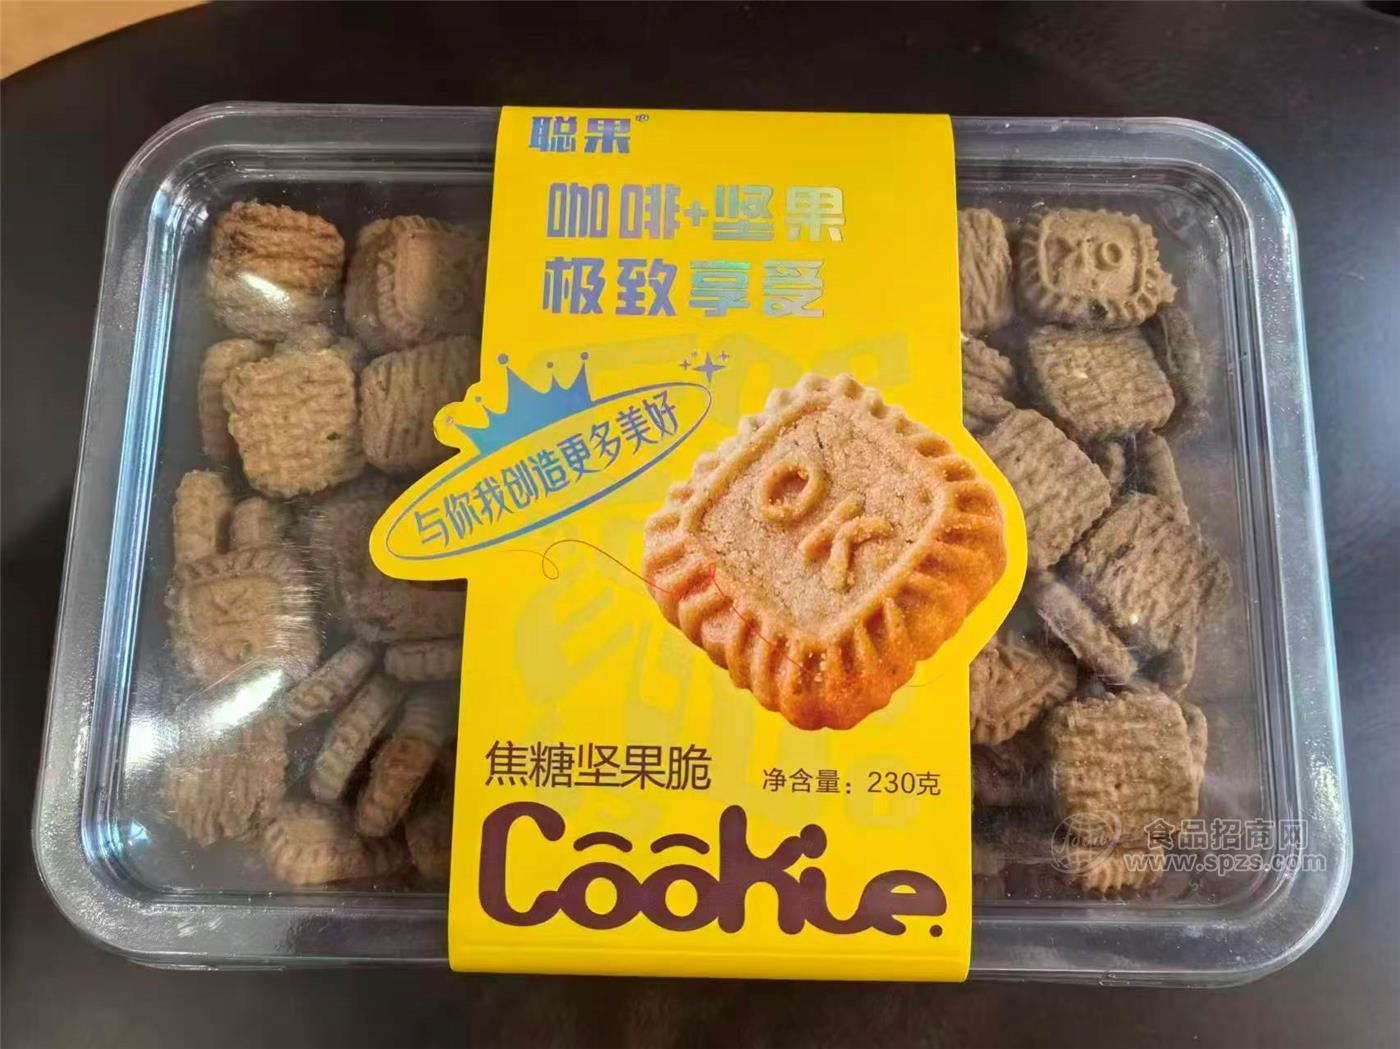 聪果®
咖啡+坚果
极致享受
与你我创造更多美好
OK
焦糖坚果脆
净含量：230克
Cookie.
食品招商网
www.spzs.com